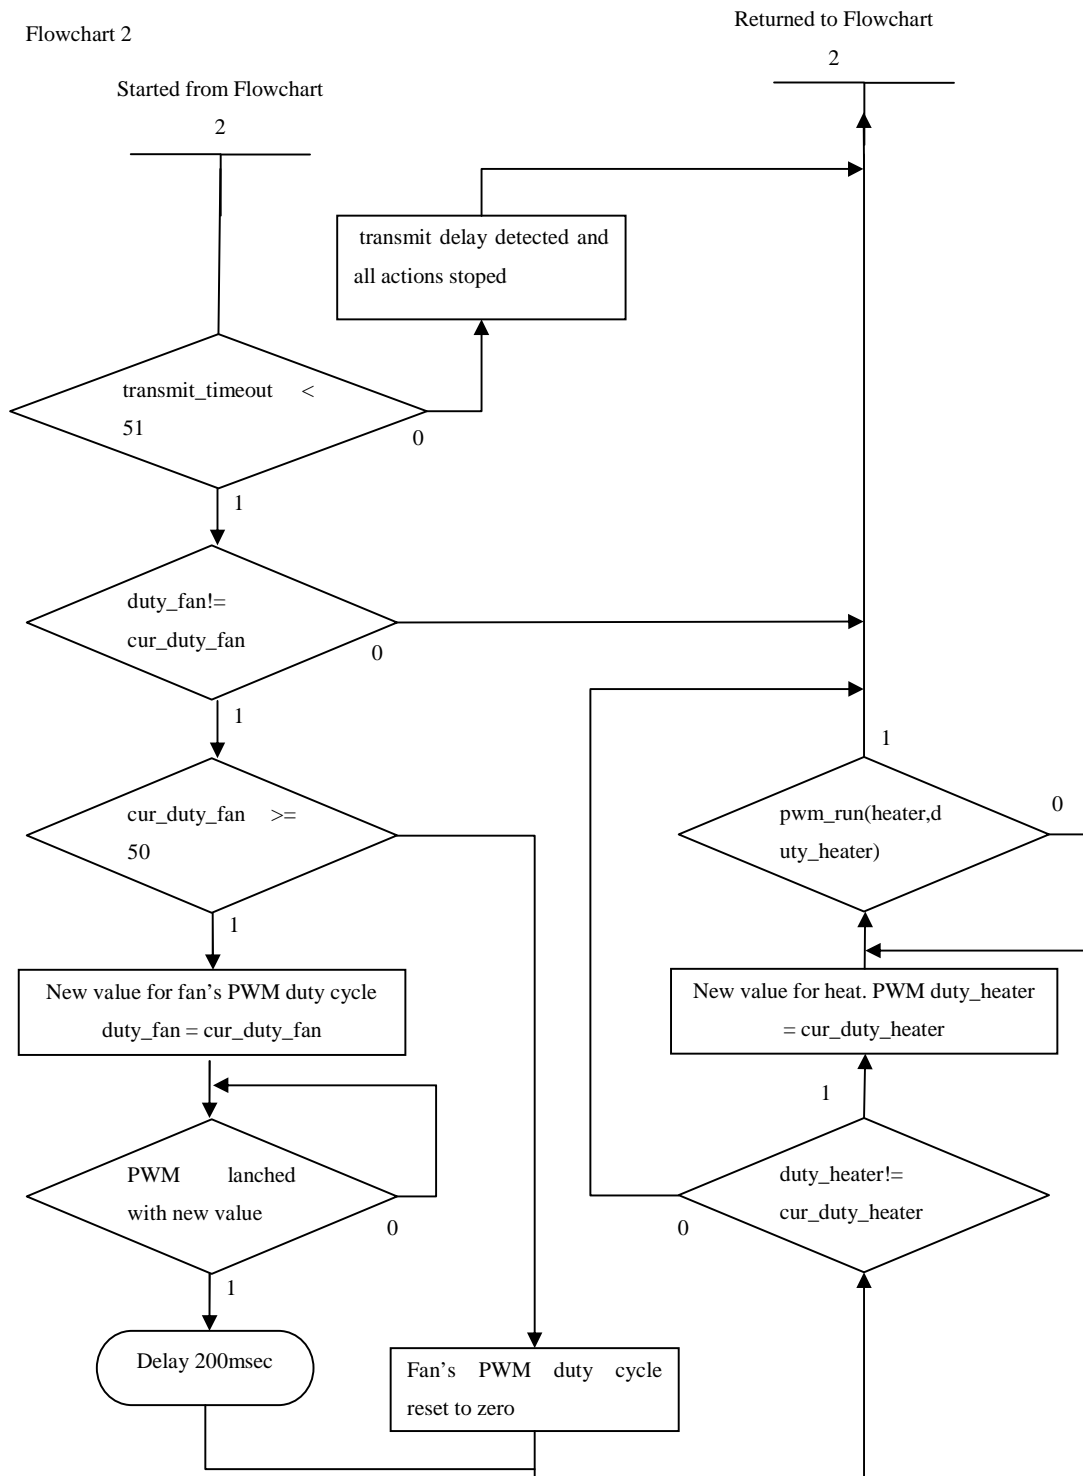 Flowchart 2
Returned to Flowchart
2
Started from Flowchart
2
transmit delay detected and
all actions stoped
transmit_timeout <
51
0
1
duty_fan!=
cur_duty_fan
0
1
cur_duty_fan >=
50
1
New value for fan's PWM duty cycle
duty_fan = cur_duty_fan
PWM lanched
with new value
0
1
Delay 200msec
Fan's PWM duty cycle
reset to zero
1
pwm_run(heater,d
uty_heater)
0
New value for heat. PWM duty_heater
= cur_duty_heater
1
duty_heater!=
cur_duty_heater
0